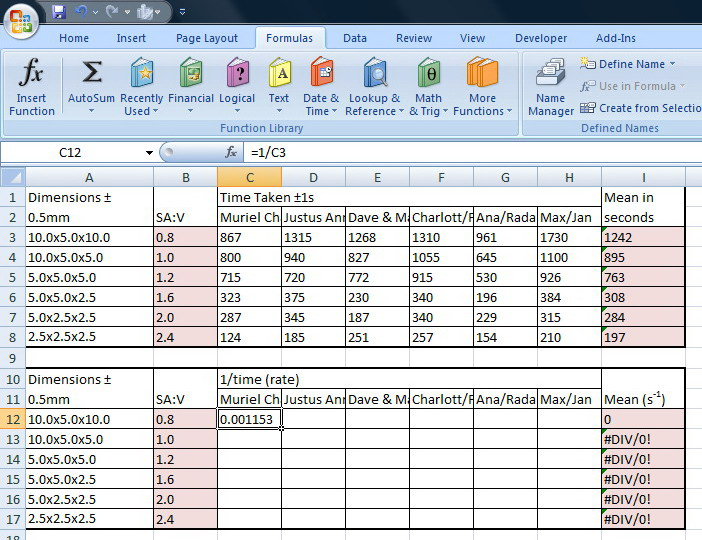 Home Insert Page Layout Formulas Data Review View Developer Add-Ins
fx Σ A θ
Insert Function
AutoSum
Recently Used
Financial
Logical
Text
Date & Time
Lookup & Reference
Math & Trig
More Functions
Function Library
Name Manager
Define Name
Use in Formula
Create from Selectio
Defined Names
C12 fx =1/C3
A B C D E F G H I
1 Dimensions ± Time Taken ±1s Mean in
2 0.5mm SA:V Muriel Ch Justus Ann Dave & Ma Charlott/F Ana/Rada Max/Jan seconds
3 10.0x5.0x10.0 0.8 867 1315 1268 1310 961 1730 1242
4 10.0x5.0x5.0 1.0 800 940 827 1055 645 1100 895
5 5.0x5.0x5.0 1.2 715 720 772 915 530 926 763
6 5.0x5.0x2.5 1.6 323 375 230 340 196 384 308
7 5.0x2.5x2.5 2.0 287 345 187 340 229 315 284
8 2.5x2.5x2.5 2.4 124 185 251 257 154 210 197
9
10 Dimensions ± 1/time (rate)
11 0.5mm SA:V Muriel Ch Justus Ann Dave & Ma Charlott/F Ana/Rada Max/Jan Mean (s⁻¹)
12 10.0x5.0x10.0 0.8 0.001153 0
13 10.0x5.0x5.0 1.0 #DIV/0!
14 5.0x5.0x5.0 1.2 #DIV/0!
15 5.0x5.0x2.5 1.6 #DIV/0!
16 5.0x2.5x2.5 2.0 #DIV/0!
17 2.5x2.5x2.5 2.4 #DIV/0!